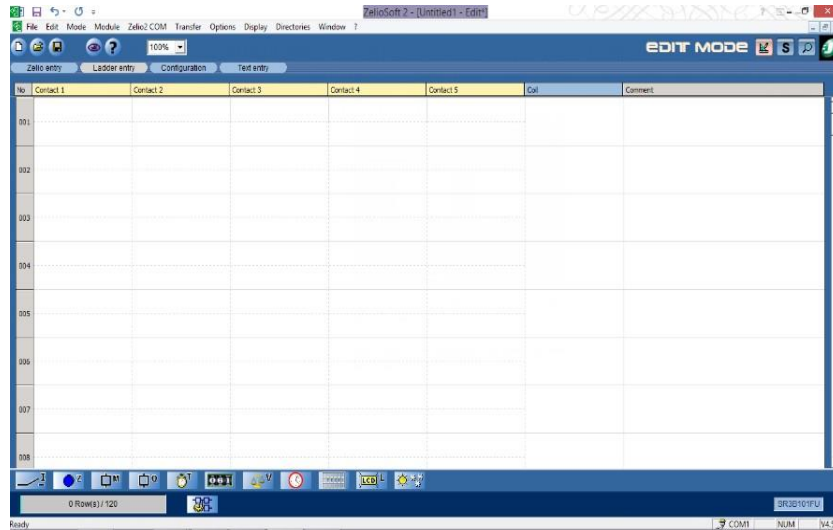 ZelioSoft 2 - [Untitled1 - Edit*]
File Edit Mode Module Zelio2 COM Transfer Options Display Directories Window ?
100% EDIT MODE S
Zelio entry Ladder entry Configuration Text entry
No Contact 1 Contact 2 Contact 3 Contact 4 Contact 5 Coil Comment
001
002
003
004
005
006
007
008
I Z M Q T V LCD L
0 Row(s) / 120 SR3B101FU
Ready COM1 NUM